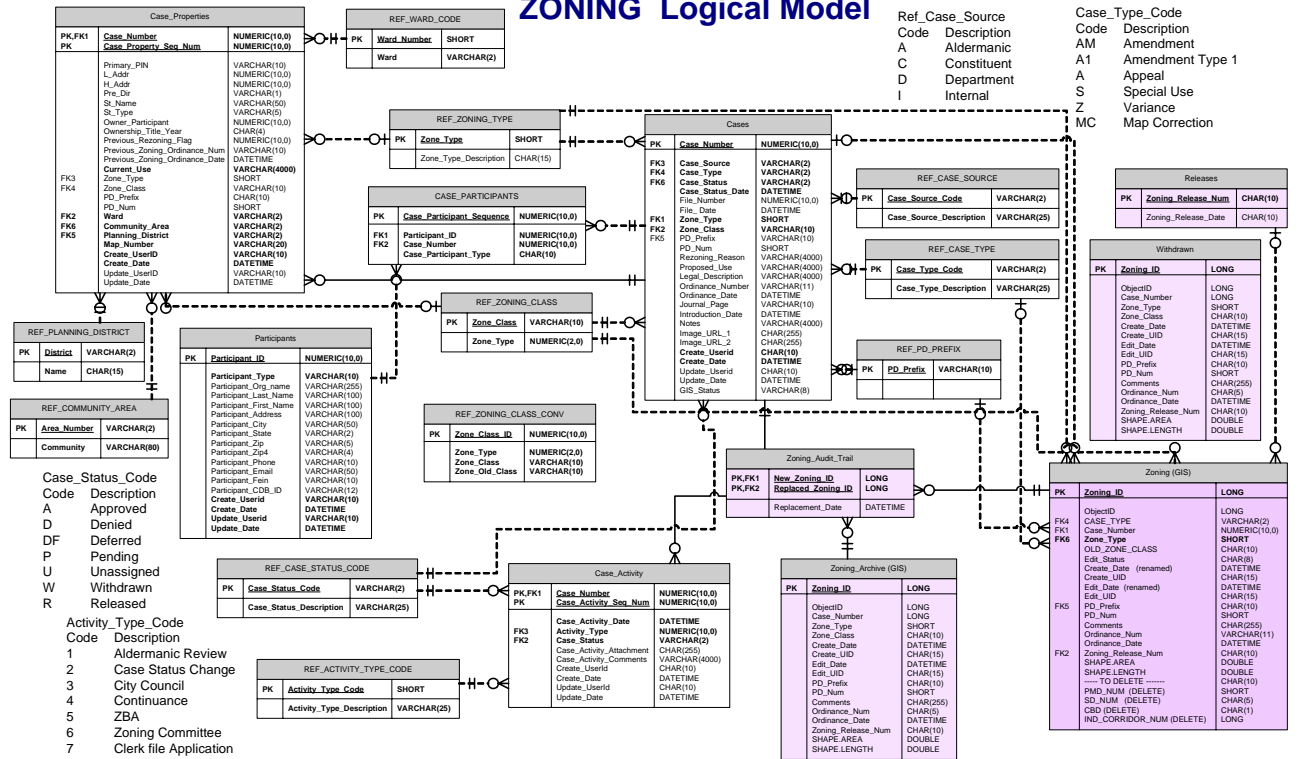 ZONING Logical Model
Case_Properties
PK,FK1 Case_Number NUMERIC(10,0)
PK Case_Property_Seq_Num NUMERIC(10,0)
Primary_PIN VARCHAR(10)
L_Addr NUMERIC(10,0)
H_Addr NUMERIC(10,0)
Pre_Dir VARCHAR(1)
St_Name VARCHAR(50)
St_Type VARCHAR(5)
Owner_Participant NUMERIC(10,0)
Ownership_Title_Year CHAR(4)
Previous_Rezoning_Flag NUMERIC(10,0)
Previous_Zoning_Ordinance_Num VARCHAR(10)
Previous_Zoning_Ordinance_Date DATETIME
Current_Use VARCHAR(4000)
FK3 Zone_Type SHORT
FK4 Zone_Class VARCHAR(10)
PD_Prefix CHAR(10)
PD_Num SHORT
FK2 Ward VARCHAR(2)
FK6 Community_Area VARCHAR(2)
FK5 Planning_District VARCHAR(2)
Map_Number VARCHAR(20)
Create_UserID VARCHAR(10)
Create_Date DATETIME
Update_UserID VARCHAR(10)
Update_Date DATETIME
REF_WARD_CODE
PK Ward_Number SHORT
Ward VARCHAR(2)
REF_ZONING_TYPE
PK Zone_Type SHORT
Zone_Type_Description CHAR(15)
CASE_PARTICIPANTS
PK Case_Participant_Sequence NUMERIC(10,0)
FK1 Participant_ID NUMERIC(10,0)
FK2 Case_Number NUMERIC(10,0)
Case_Participant_Type CHAR(10)
REF_ZONING_CLASS
PK Zone_Class VARCHAR(10)
Zone_Type NUMERIC(2,0)
REF_PLANNING_DISTRICT
PK District VARCHAR(2)
Name CHAR(15)
REF_COMMUNITY_AREA
PK Area_Number VARCHAR(2)
Community VARCHAR(80)
Participants
PK Participant_ID NUMERIC(10,0)
Participant_Type VARCHAR(10)
Participant_Org_name VARCHAR(255)
Participant_Last_Name VARCHAR(100)
Participant_First_Name VARCHAR(100)
Participant_Address VARCHAR(100)
Participant_City VARCHAR(50)
Participant_State VARCHAR(2)
Participant_Zip VARCHAR(5)
Participant_Zip4 VARCHAR(4)
Participant_Phone VARCHAR(10)
Participant_Email VARCHAR(50)
Participant_Fein VARCHAR(10)
Participant_CDB_ID VARCHAR(12)
Create_Userid VARCHAR(10)
Create_Date DATETIME
Update_Userid VARCHAR(10)
Update_Date DATETIME
REF_ZONING_CLASS_CONV
PK Zone_Class_ID NUMERIC(10,0)
Zone_Type NUMERIC(2,0)
Zone_Class VARCHAR(10)
Zone_Old_Class VARCHAR(10)
Cases
PK Case_Number NUMERIC(10,0)
FK3 Case_Source VARCHAR(2)
FK4 Case_Type VARCHAR(2)
FK6 Case_Status VARCHAR(2)
Case_Status_Date DATETIME
File_Number NUMERIC(10,0)
File_Date DATETIME
FK1 Zone_Type SHORT
FK2 Zone_Class VARCHAR(10)
FK5 PD_Prefix VARCHAR(10)
PD_Num SHORT
Rezoning_Reason VARCHAR(4000)
Proposed_Use VARCHAR(4000)
Legal_Description VARCHAR(4000)
Ordinance_Number VARCHAR(11)
Ordinance_Date DATETIME
Journal_Page VARCHAR(10)
Introduction_Date DATETIME
Notes VARCHAR(4000)
Image_URL_1 CHAR(255)
Image_URL_2 CHAR(255)
Create_Userid CHAR(10)
Create_Date DATETIME
Update_Userid CHAR(10)
Update_Date DATETIME
GIS_Status VARCHAR(8)
Ref_Case_Source
Code Description
A Aldermanic
C Constituent
D Department
I Internal
Case_Type_Code
Code Description
AM Amendment
A1 Amendment Type 1
A Appeal
S Special Use
Z Variance
MC Map Correction
REF_CASE_SOURCE
PK Case_Source_Code VARCHAR(2)
Case_Source_Description VARCHAR(25)
REF_CASE_TYPE
PK Case_Type_Code VARCHAR(2)
Case_Type_Description VARCHAR(25)
REF_PD_PREFIX
PK PD_Prefix VARCHAR(10)
Releases
PK Zoning_Release_Num CHAR(10)
Zoning_Release_Date CHAR(10)
Withdrawn
PK Zoning_ID LONG
ObjectID LONG
Case_Number LONG
Zone_Type SHORT
Zone_Class CHAR(10)
Create_Date DATETIME
Create_UID CHAR(15)
Edit_Date DATETIME
Edit_UID CHAR(15)
PD_Prefix CHAR(10)
PD_Num SHORT
Comments CHAR(255)
Ordinance_Num CHAR(5)
Ordinance_Date DATETIME
Zoning_Release_Num CHAR(10)
SHAPE.AREA DOUBLE
SHAPE.LENGTH DOUBLE
Zoning_Audit_Trail
PK,FK1 New_Zoning_ID LONG
PK,FK2 Replaced_Zoning_ID LONG
Replacement_Date DATETIME
Zoning (GIS)
PK Zoning_ID LONG
ObjectID LONG
FK4 CASE_TYPE VARCHAR(2)
FK1 Case_Number NUMERIC(10,0)
FK6 Zone_Type SHORT
OLD_ZONE_CLASS CHAR(10)
Edit_Status CHAR(8)
Create_Date (renamed) DATETIME
Create_UID CHAR(15)
Edit_Date (renamed) DATETIME
Edit_UID CHAR(15)
FK5 PD_Prefix CHAR(10)
PD_Num SHORT
Comments CHAR(255)
Ordinance_Num VARCHAR(11)
Ordinance_Date DATETIME
FK2 Zoning_Release_Num CHAR(10)
SHAPE.AREA DOUBLE
SHAPE.LENGTH DOUBLE
----- TO DELETE ------- CHAR(10)
PMD_NUM (DELETE) SHORT
SD_NUM (DELETE) CHAR(5)
CBD (DELETE) CHAR(1)
IND_CORRIDOR_NUM (DELETE) LONG
Case_Status_Code
Code Description
A Approved
D Denied
DF Deferred
P Pending
U Unassigned
W Withdrawn
R Released
Activity_Type_Code
Code Description
1 Aldermanic Review
2 Case Status Change
3 City Council
4 Continuance
5 ZBA
6 Zoning Committee
7 Clerk file Application
REF_CASE_STATUS_CODE
PK Case_Status_Code VARCHAR(2)
Case_Status_Description VARCHAR(25)
REF_ACTIVITY_TYPE_CODE
PK Activity_Type_Code SHORT
Activity_Type_Description VARCHAR(25)
Case_Activity
PK,FK1 Case_Number NUMERIC(10,0)
PK Case_Activity_Seq_Num NUMERIC(10,0)
Case_Activity_Date DATETIME
FK3 Activity_Type NUMERIC(10,0)
FK2 Case_Status VARCHAR(2)
Case_Activity_Attachment CHAR(255)
Case_Activity_Comments VARCHAR(4000)
Create_UserId CHAR(10)
Create_Date DATETIME
Update_UserId CHAR(10)
Update_Date DATETIME
Zoning_Archive (GIS)
PK Zoning_ID LONG
ObjectID LONG
Case_Number LONG
Zone_Type SHORT
Zone_Class CHAR(10)
Create_Date DATETIME
Create_UID CHAR(15)
Edit_Date DATETIME
Edit_UID CHAR(15)
PD_Prefix CHAR(10)
PD_Num SHORT
Comments CHAR(255)
Ordinance_Num CHAR(5)
Ordinance_Date DATETIME
Zoning_Release_Num CHAR(10)
SHAPE.AREA DOUBLE
SHAPE.LENGTH DOUBLE